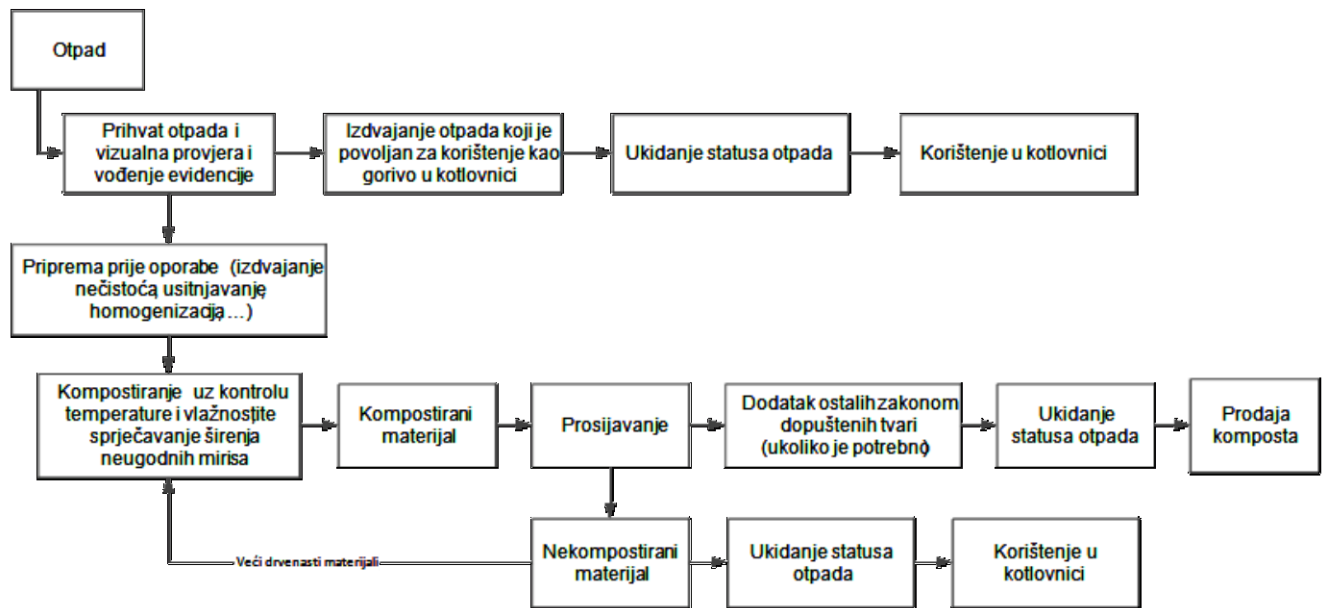 Otpad
Prihvat otpada i
vizualna provjera i
vođenje evidencije
Izdvajanje otpada koji je
povoljan za korištenje kao
gorivo u kotlovnici
Ukidanje statusa otpada
Korištenje u kotlovnici
Priprema prije oporabe (izdvajanje
nečistoća, usitnjavanje,
homogenizacija,…)
Kompostiranje uz kontrolu
temperature i vlažnostite
sprječavanje širenja
neugodnih mirisa
Kompostirani
materijal
Prosijavanje
Dodatak ostalih zakonom
dopuštenih tvari
(ukoliko je potrebno)
Ukidanje
statusa otpada
Prodaja
komposta
Veći drvenasti materijali
Nekompostirani
materijal
Ukidanje statusa
otpada
Korištenje u
kotlovnici